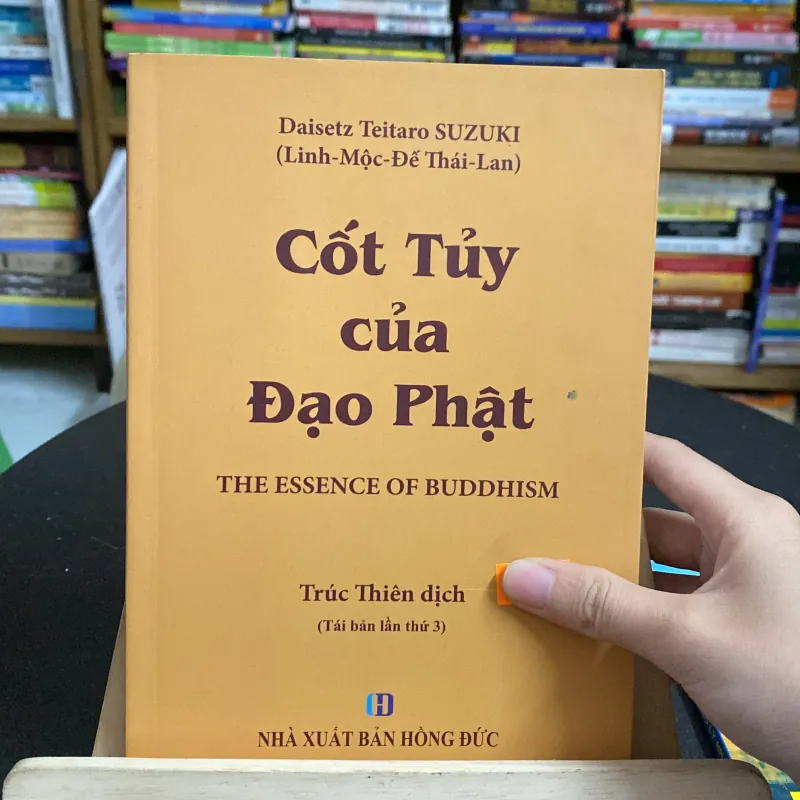 Daisetz Teitaro SUZUKI
(Linh-Mộc-Đế Thái-Lan)
Cốt Tủy
của
Đạo Phật
THE ESSENCE OF BUDDHISM
Trúc Thiên dịch
(Tái bản lần thứ 3)
NHÀ XUẤT BẢN HỒNG ĐỨC